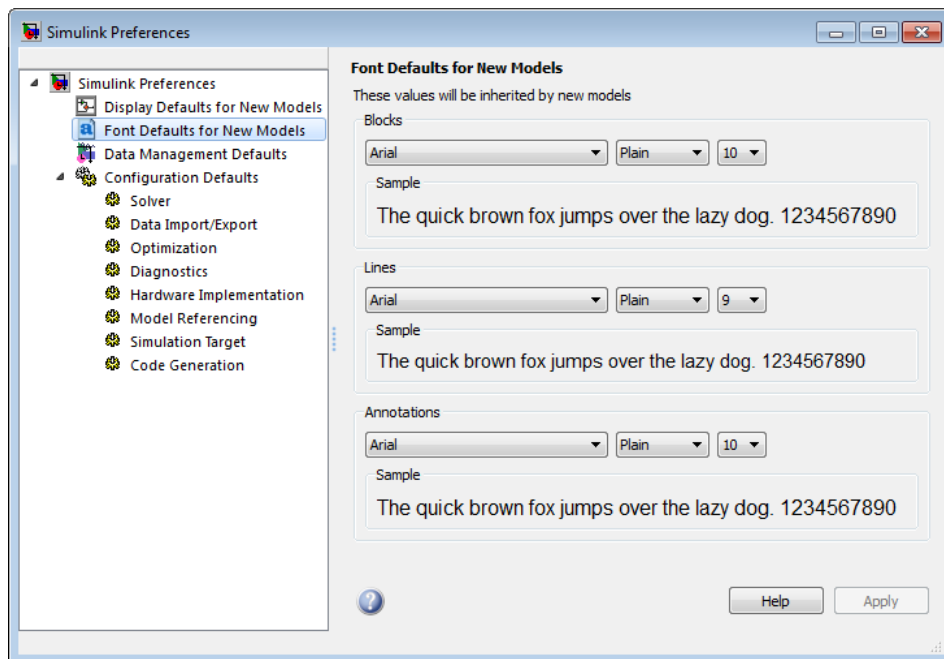 Simulink Preferences
Simulink Preferences
Display Defaults for New Models
Font Defaults for New Models
Data Management Defaults
Configuration Defaults
Solver
Data Import/Export
Optimization
Diagnostics
Hardware Implementation
Model Referencing
Simulation Target
Code Generation
Font Defaults for New Models
These values will be inherited by new models
Blocks
Arial Plain 10
Sample
The quick brown fox jumps over the lazy dog. 1234567890
Lines
Arial Plain 9
Sample
The quick brown fox jumps over the lazy dog. 1234567890
Annotations
Arial Plain 10
Sample
The quick brown fox jumps over the lazy dog. 1234567890
? Help Apply